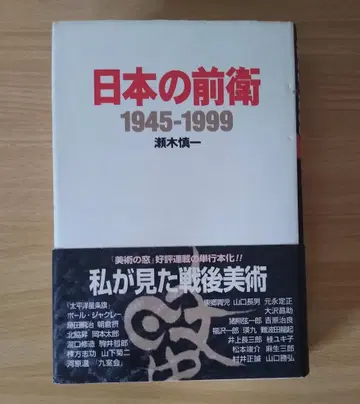 日本の前衛
1945-1999
瀬木慎一
「美術の窓」好評連載の単行本化!!
私が見た戦後美術
「太平洋画會議」
ポール・ジャクレー
藤田嗣治 朝倉摂
北脇昇 岡本太郎
瀧口修造 駒井哲郎
棟方志功 山下菊二
河原温 「九室会」
東郷青児 山口長男 元永定正
大沢昌助
猪熊弦一郎 吉原治良
福沢一郎 瑛九 難波田龍起
井上長三郎 桂ユキ子
松本竣介 麻生三郎
村井正誠 山口勝弘